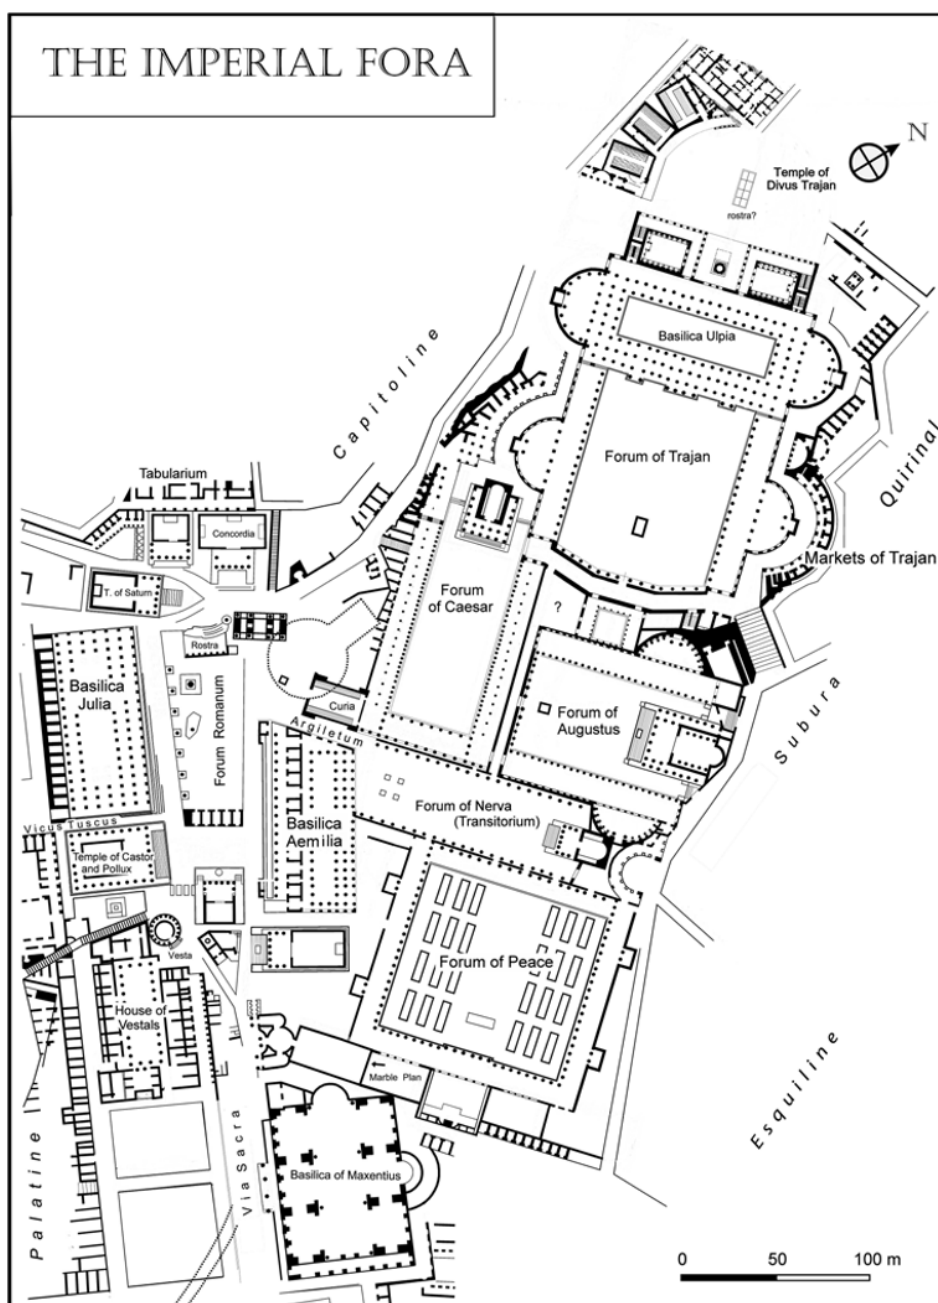 THE IMPERIAL FORA
N
Temple of
Divus Trajan
rostra?
Basilica Ulpia
Capitoline
Quirinal
Forum of Trajan
Tabularium
Concordia
Markets of Trajan
T. of Saturn
Forum
of Caesar
?
Rostra
Basilica
Julia
Curia
Forum of
Augustus
Subura
Forum Romanum
Argiletum
Forum of Nerva
(Transitorium)
Basilica
Aemilia
Vicus Tuscus
Temple of Castor
and Pollux
Vesta
Forum of Peace
House of
Vestals
Marble Plan
Esquiline
Palatine
Via Sacra
Basilica of Maxentius
0 50 100 m